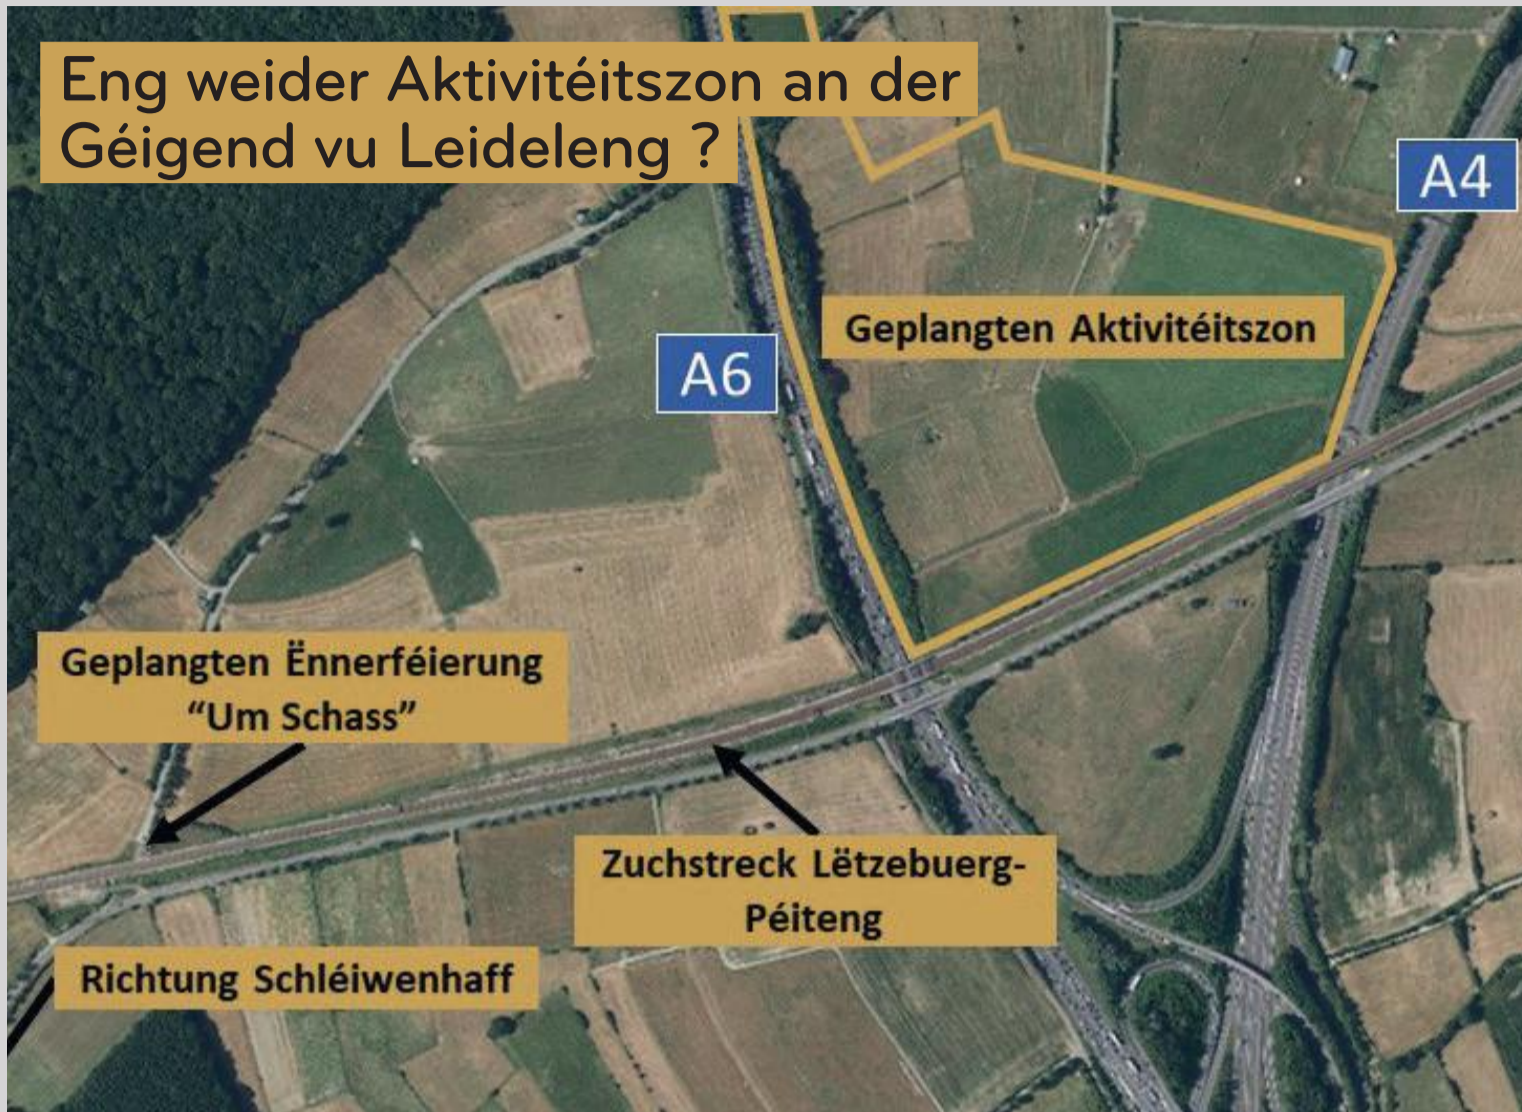 Eng weider Aktivitéitszon an der
Géigend vu Leideleng ?
A4
Geplangten Aktivitéitszon
A6
Geplangten Ënnerféierung
“Um Schass”
Zuchstreck Lëtzebuerg-
Péiteng
Richtung Schléiwenhaff